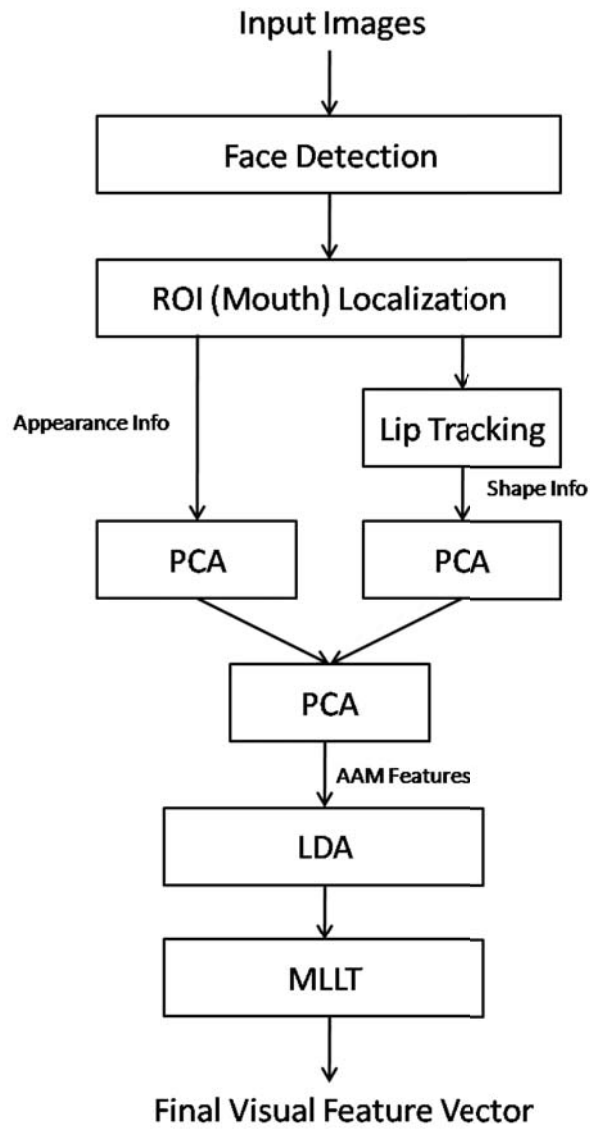 Input Images
Face Detection
ROI (Mouth) Localization
Appearance Info
Lip Tracking
Shape Info
PCA
PCA
PCA
AAM Features
LDA
MLLT
Final Visual Feature Vector